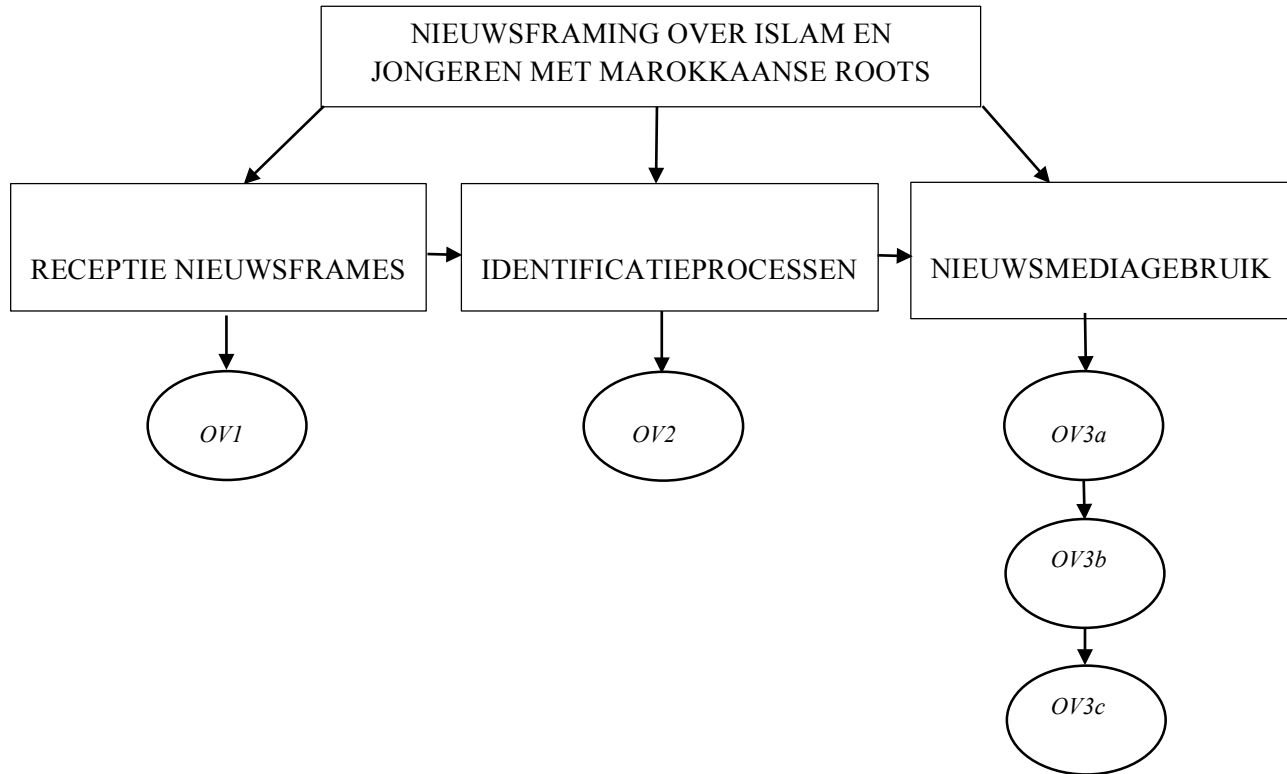 NIEUWSFRAMING OVER ISLAM EN
JONGEREN MET MAROKKAANSE ROOTS
RECEPTIE NIEUWSFRAMES
IDENTIFICATIEPROCESSEN
NIEUWSMEDIAGEBRUIK
OV1
OV2
OV3a
OV3b
OV3c